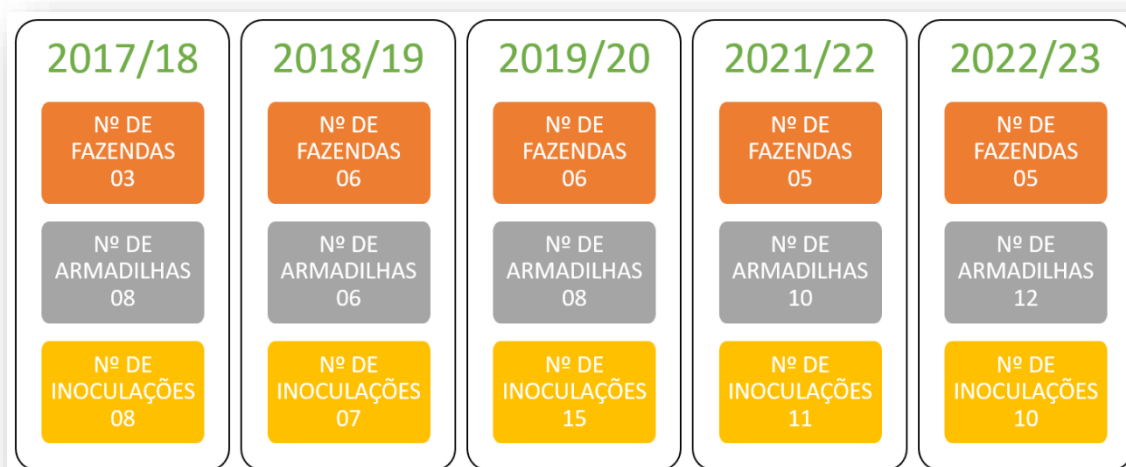 2017/18
Nº DE
FAZENDAS
03
Nº DE
ARMADILHAS
08
Nº DE
INOCULAÇÕES
08
2018/19
Nº DE
FAZENDAS
06
Nº DE
ARMADILHAS
06
Nº DE
INOCULAÇÕES
07
2019/20
Nº DE
FAZENDAS
06
Nº DE
ARMADILHAS
08
Nº DE
INOCULAÇÕES
15
2021/22
Nº DE
FAZENDAS
05
Nº DE
ARMADILHAS
10
Nº DE
INOCULAÇÕES
11
2022/23
Nº DE
FAZENDAS
05
Nº DE
ARMADILHAS
12
Nº DE
INOCULAÇÕES
10